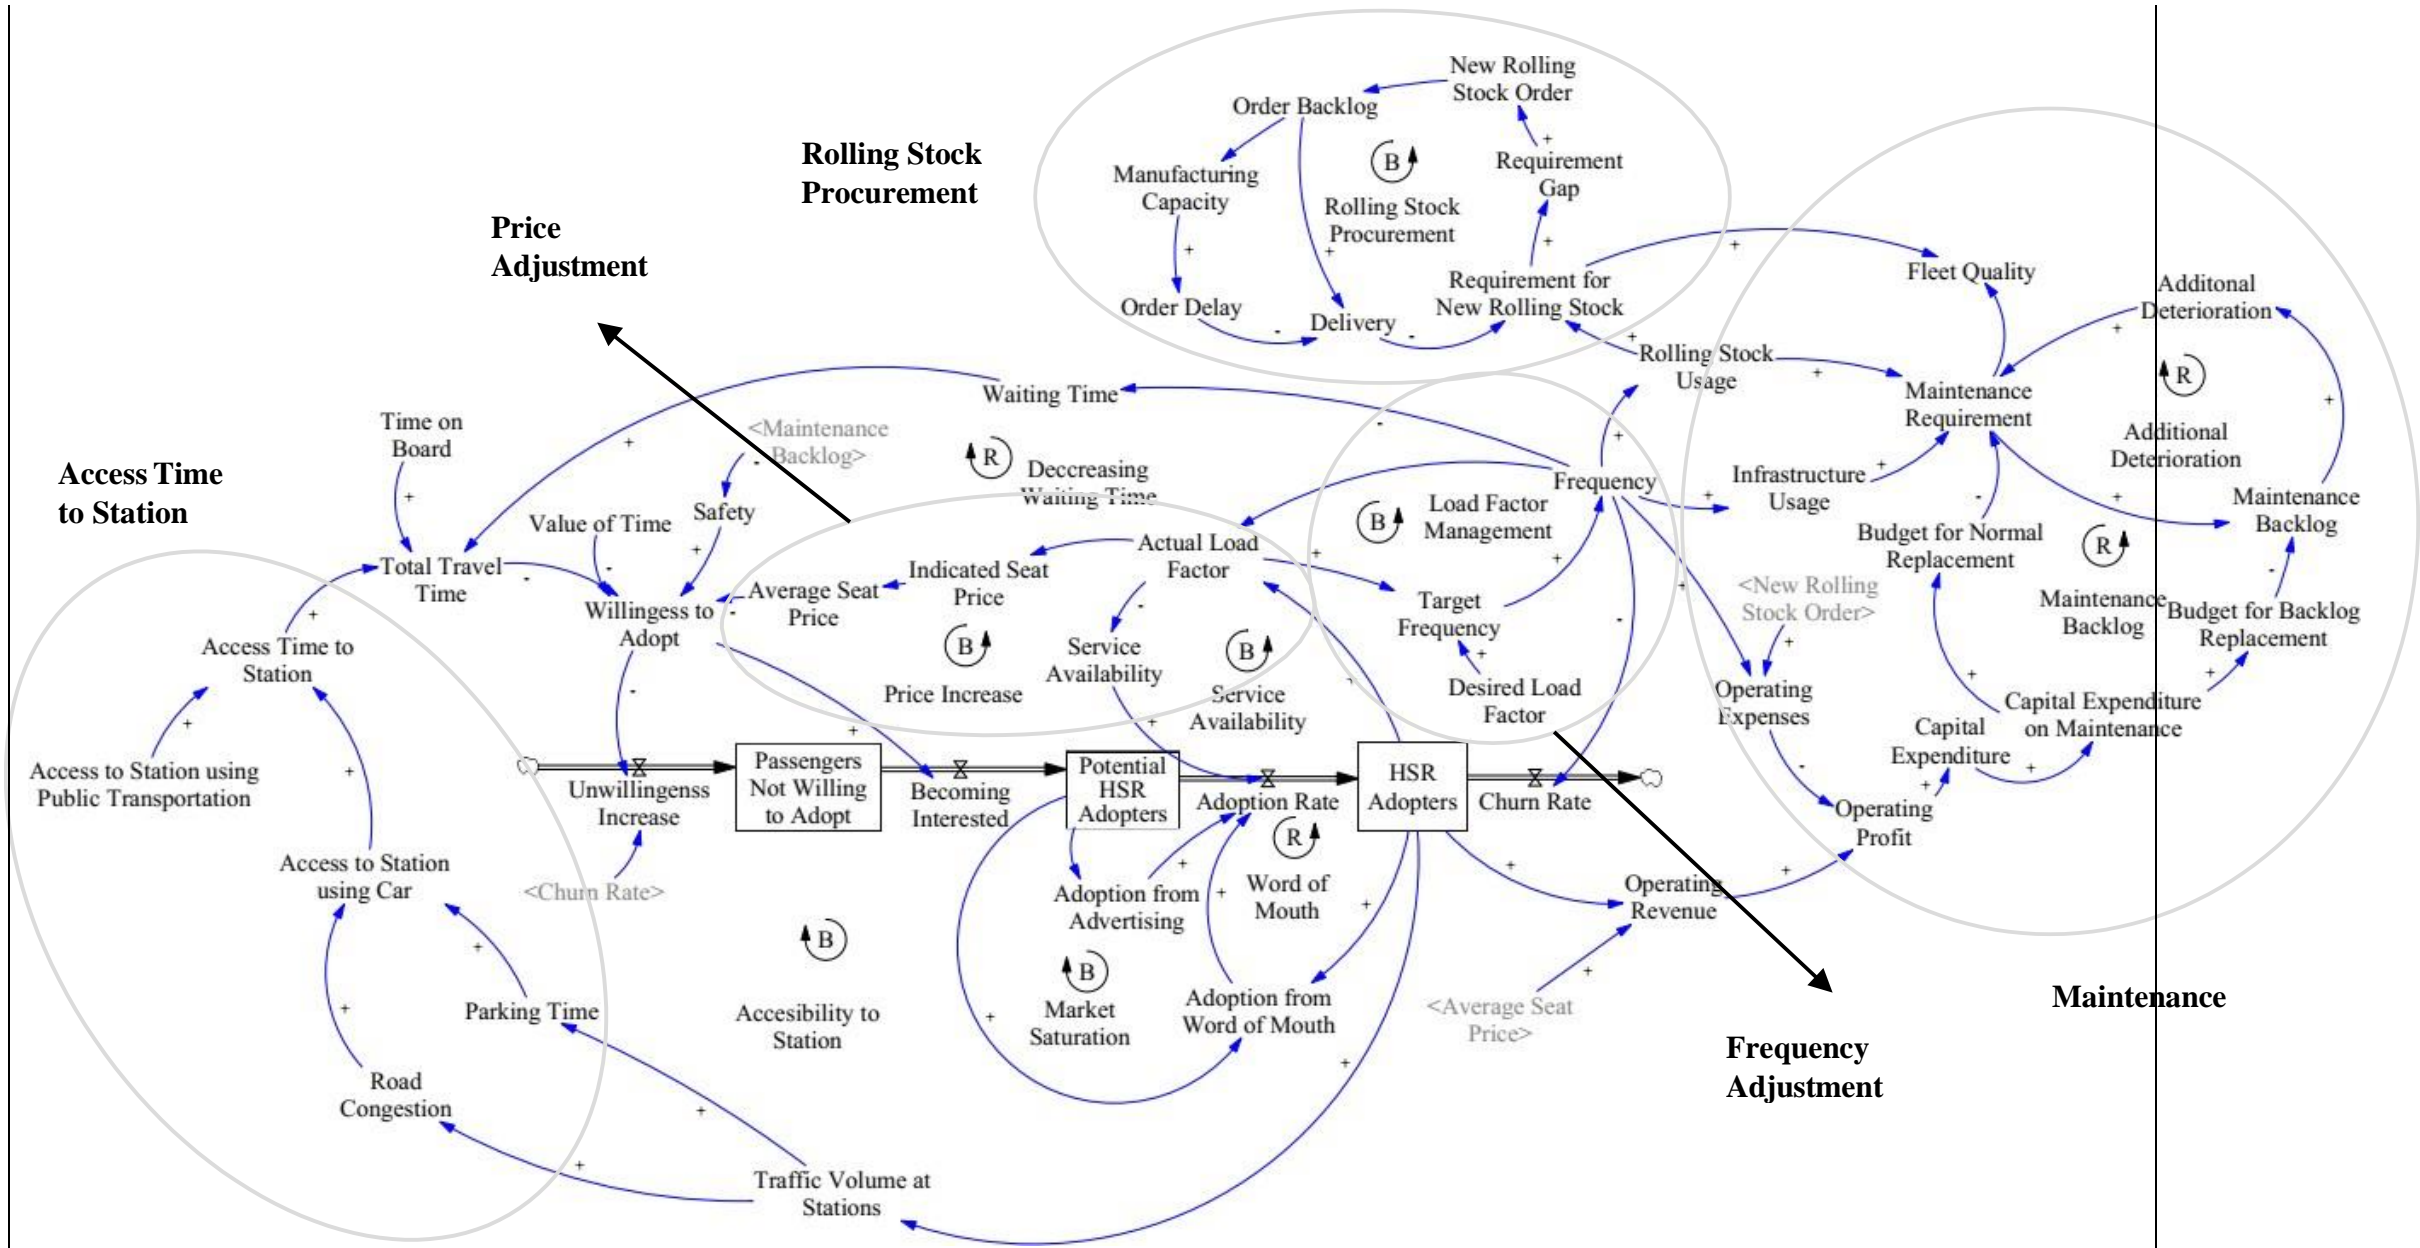 New Rolling
Stock Order
Order Backlog
Rolling Stock
Procurement
B
Requirement
Gap
Manufacturing
Capacity
Rolling Stock
Procurement
Price
Adjustment
Requirement for
New Rolling Stock
Fleet Quality
Additonal
Deterioration
Order Delay
Delivery
Rolling Stock
Usage
R
Waiting Time
Maintenance
Requirement
Time on
Board
<Maintenance
Backlog>
R
Deccreasing
Waiting Time
Additional
Deterioration
Access Time
to Station
Infrastructure
Usage
Frequency
Maintenance
Backlog
Value of Time
Safety
B
Load Factor
Management
Budget for Normal
Replacement
R
Actual Load
Factor
Total Travel
Time
Indicated Seat
Price
Average Seat
Price
<New Rolling
Stock Order>
Willingess to
Adopt
Target
Frequency
Maintenance
Backlog
Budget for Backlog
Replacement
Access Time to
Station
B
Price Increase
Service
Availability
B
Service
Availability
Desired Load
Factor
Operating
Expenses
Capital Expenditure
on Maintenance
Capital
Expenditure
Access to Station using
Public Transportation
Unwillingenss
Increase
Passengers
Not Willing
to Adopt
Becoming
Interested
Potential
HSR
Adopters
Adoption Rate
HSR
Adopters
Churn Rate
Operating
Profit
R
Word of
Mouth
Access to Station
using Car
<Churn Rate>
Adoption from
Advertising
Operating
Revenue
B
Accesibility to
Station
B
Market
Saturation
Adoption from
Word of Mouth
<Average Seat
Price>
Maintenance
Parking Time
Frequency
Adjustment
Road
Congestion
Traffic Volume at
Stations